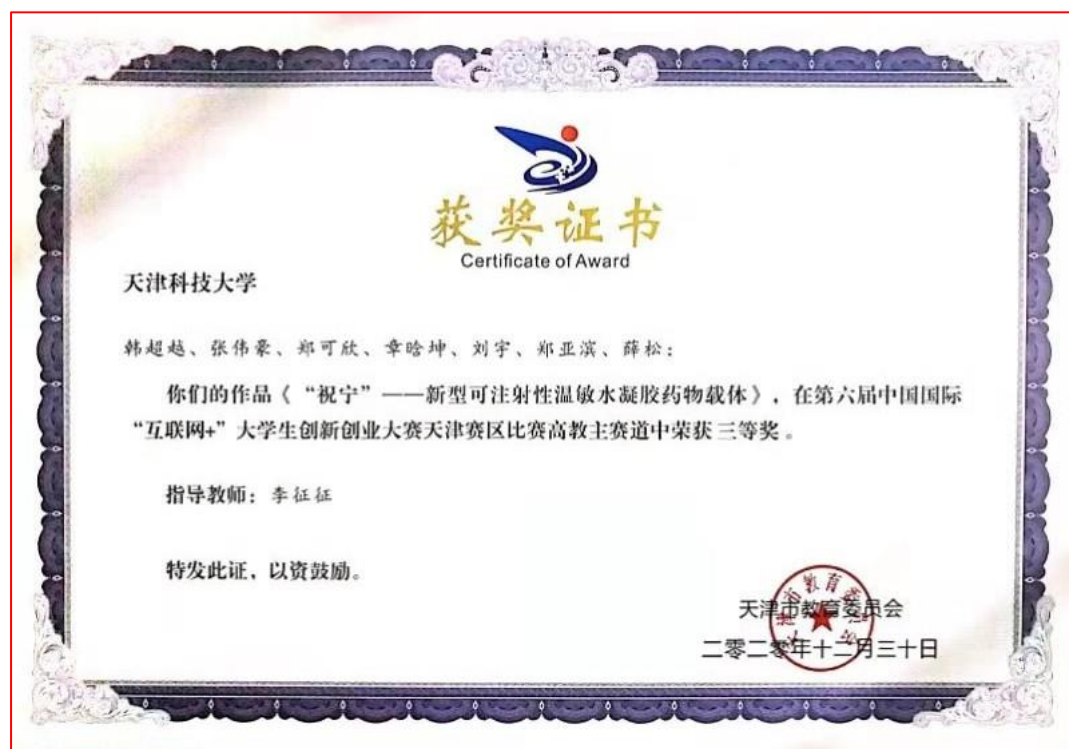 获奖证书
Certificate of Award
天津科技大学
韩超越、张伟豪、郑可欣、章晗坤、刘宇、郑亚滨、薛松：
你们的作品《“祝宁”——新型可注射性温敏水凝胶药物载体》，在第六届中国国际
“互联网+”大学生创新创业大赛天津赛区比赛高教主赛道中荣获 三等奖 。
指导教师：李征征
特发此证，以资鼓励。
天津市教育委员会
二零二零年十二月三十日